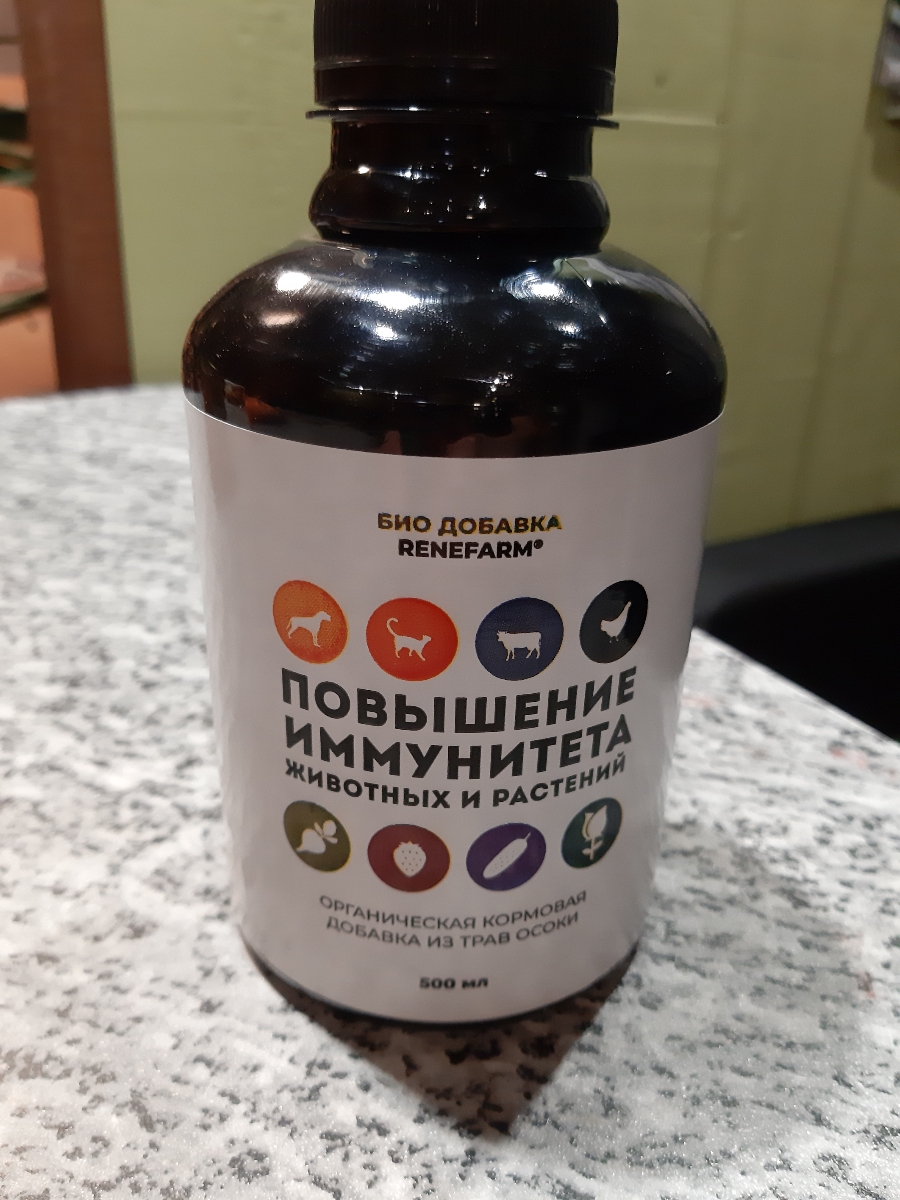 БИО ДОБАВКА
RENEFARM®
ПОВЫШЕНИЕ
ИММУНИТЕТА
ЖИВОТНЫХ И РАСТЕНИЙ
ОРГАНИЧЕСКАЯ КОРМОВАЯ
ДОБАВКА ИЗ ТРАВ ОСОКИ
500 мл